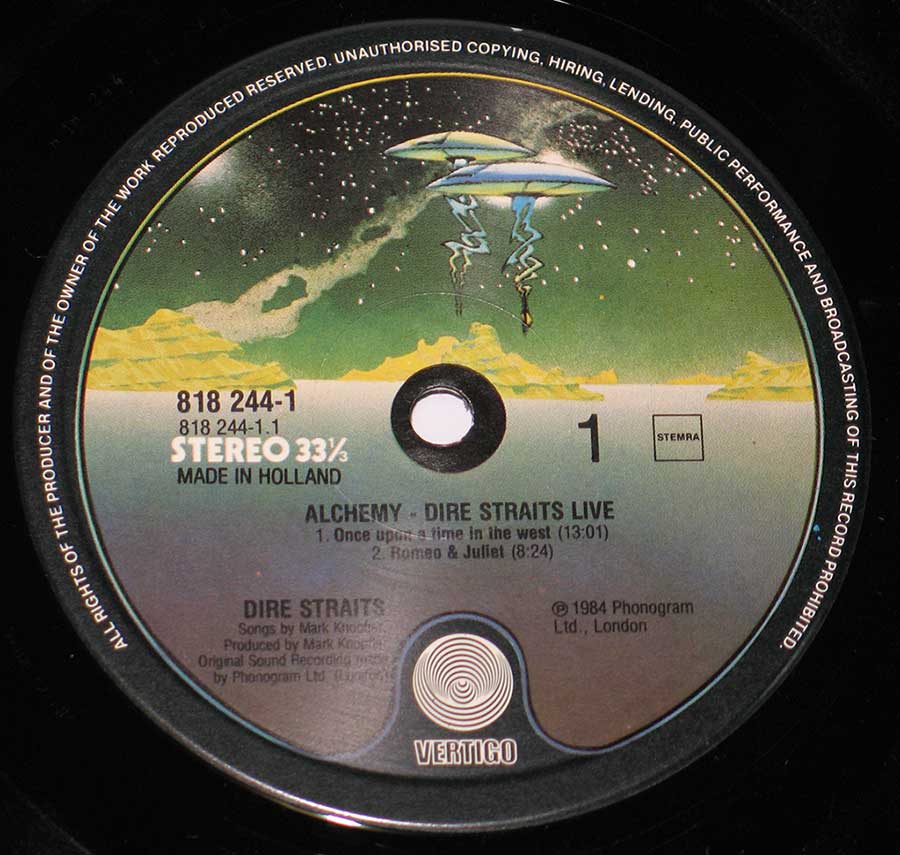 ALL RIGHTS OF THE PRODUCER AND OF THE OWNER OF THE WORK REPRODUCED RESERVED. UNAUTHORISED COPYING, HIRING, LENDING, PUBLIC PERFORMANCE AND BROADCASTING OF THIS RECORD PROHIBITED.
818 244-1
818 244-1.1
STEREO 33⅓
MADE IN HOLLAND
1
STEMRA
ALCHEMY - DIRE STRAITS LIVE
1. Once upon a time in the west (13:01)
2. Romeo & Juliet (8:24)
DIRE STRAITS
Songs by Mark Knopfler
Produced by Mark Knopfler
Original Sound Recording made
by Phonogram Ltd. (London)
℗ 1984 Phonogram
Ltd., London
VERTIGO